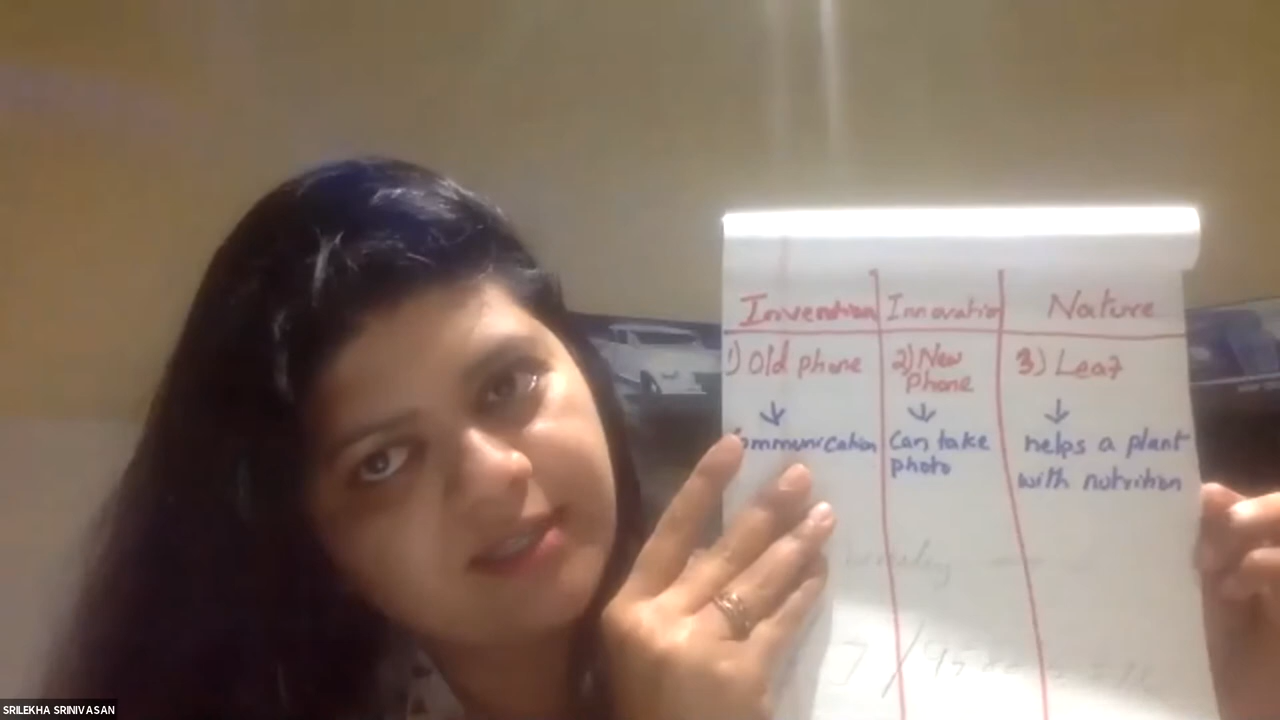 Invention Innovation Nature
1) Old phone 2) New Phone 3) Leaf
Communication Can take photo helps a plant with nutrition
SRILEKHA SRINIVASAN